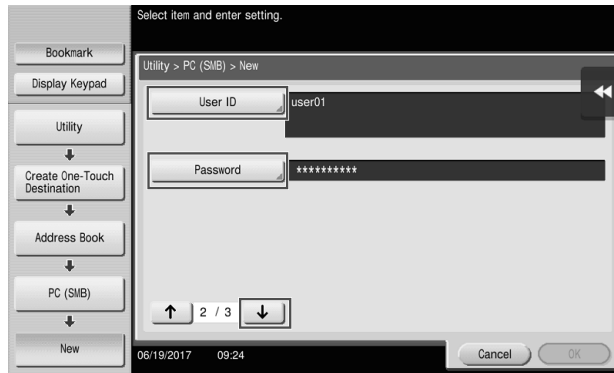 Select item and enter setting.
Bookmark
Display Keypad
Utility
Create One-Touch
Destination
Address Book
PC (SMB)
New
Utility > PC (SMB) > New
User ID
user01
Password
**********
↑ 2 / 3 ↓
06/19/2017 09:24
Cancel
OK